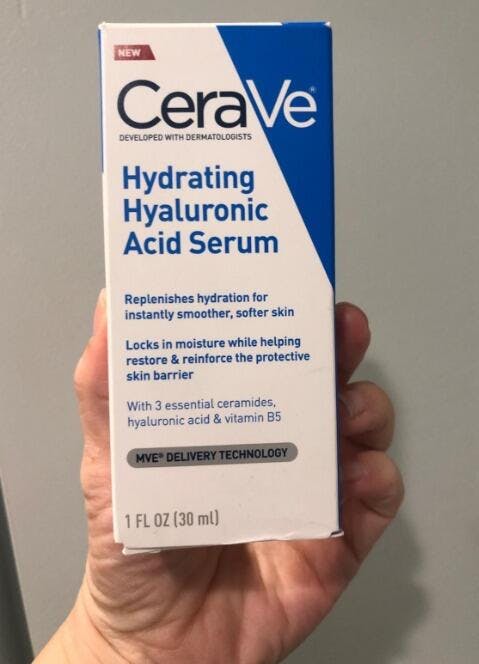 NEW
CeraVe®
DEVELOPED WITH DERMATOLOGISTS
Hydrating
Hyaluronic
Acid Serum
Replenishes hydration for
instantly smoother, softer skin
Locks in moisture while helping
restore & reinforce the protective
skin barrier
With 3 essential ceramides,
hyaluronic acid & vitamin B5
MVE® DELIVERY TECHNOLOGY
1 FL OZ (30 ml)